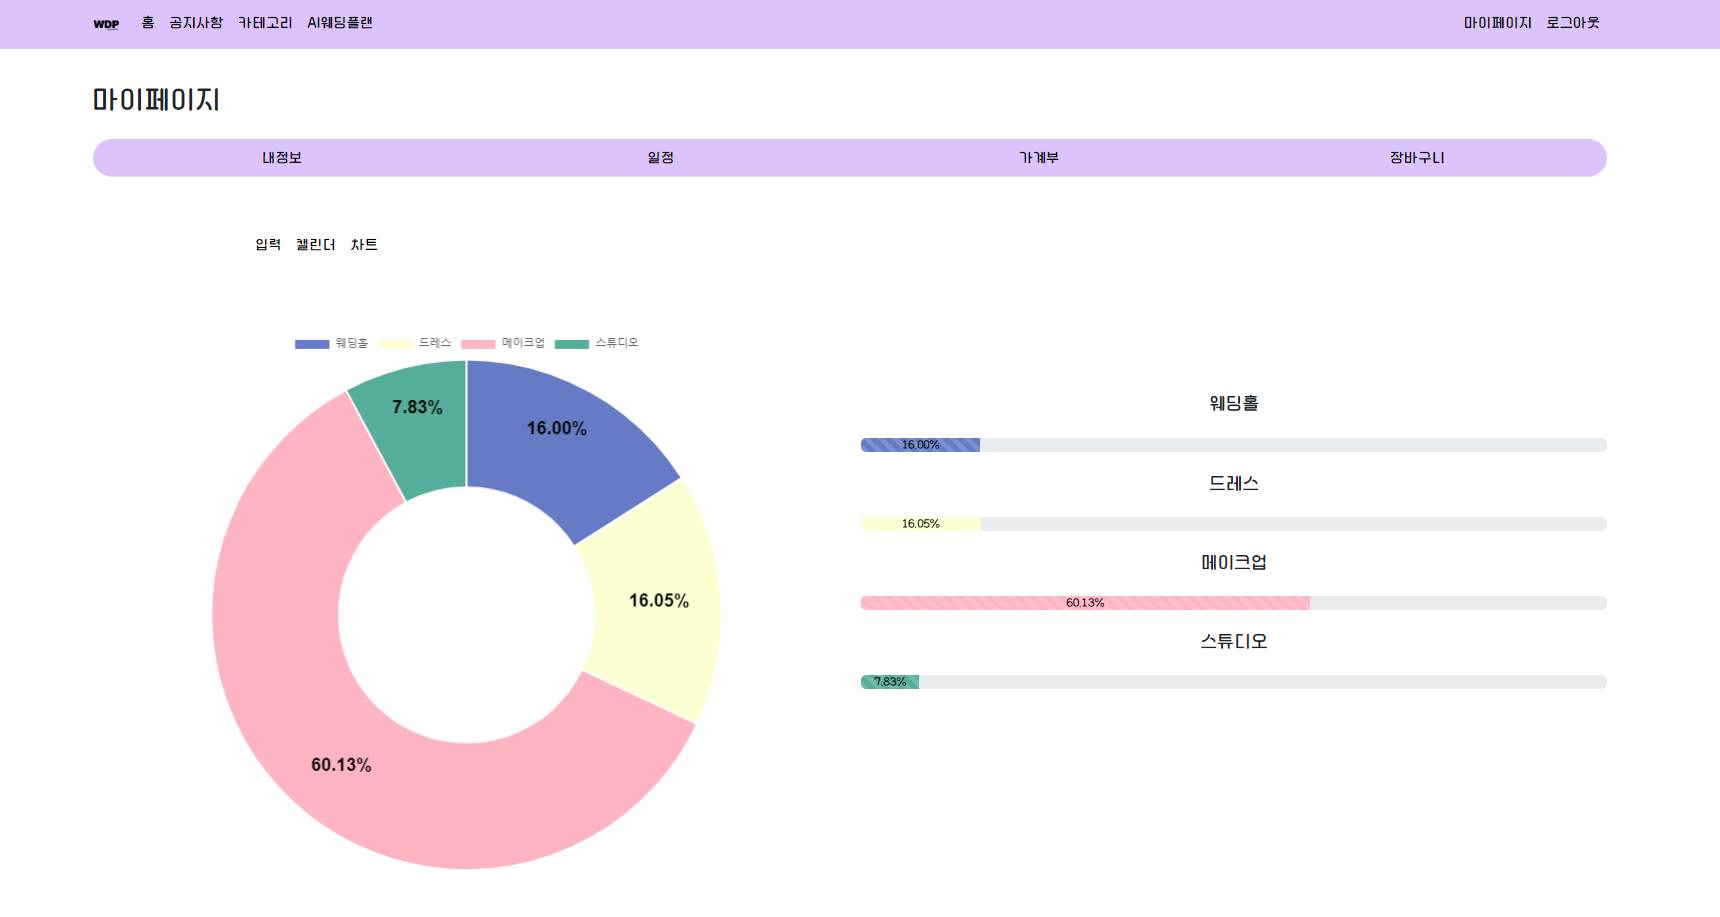 WDP 홈 공지사항 카테고리 AI웨딩플랜 마이페이지 로그아웃
마이페이지
내정보 일정 가계부 장바구니
입력 캘린더 차트
웨딩홀 드레스 메이크업 스튜디오
7.83%
16.00%
16.05%
60.13%
웨딩홀
16.00%
드레스
16.05%
메이크업
60.13%
스튜디오
7.83%